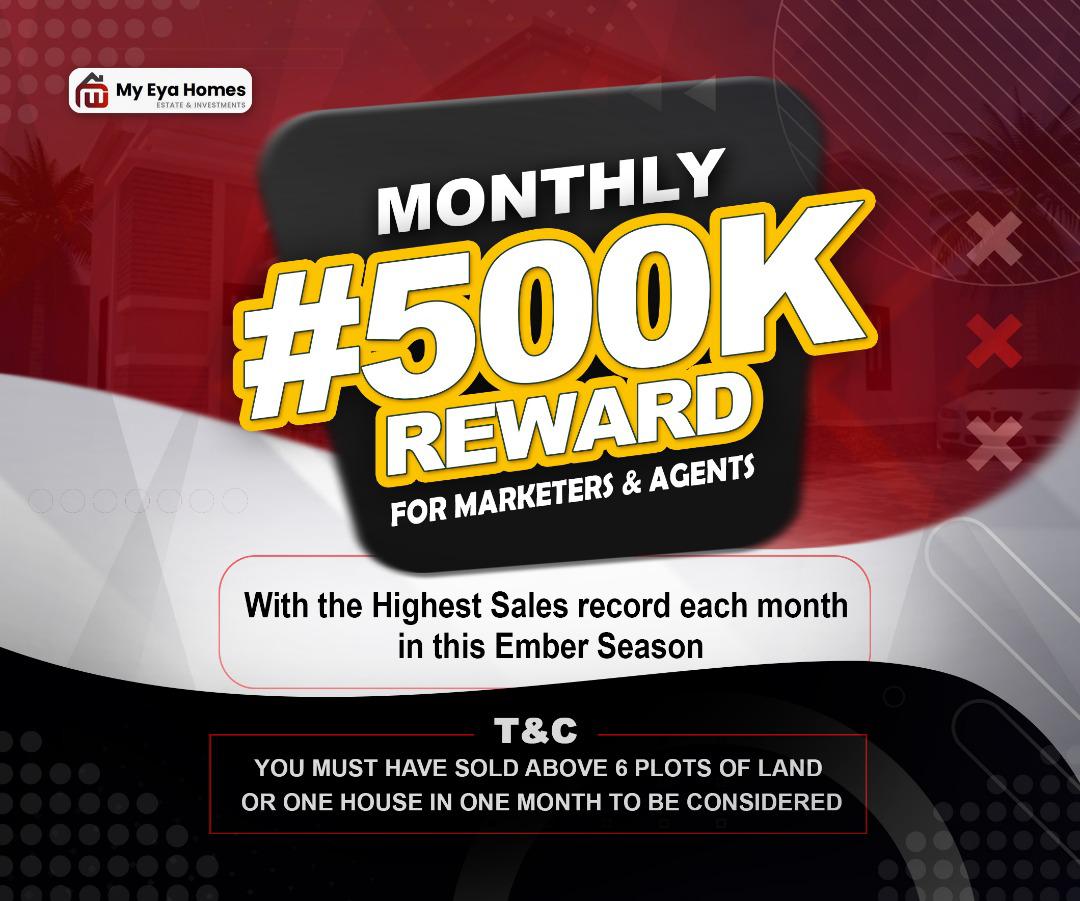 My Eya Homes
ESTATE & INVESTMENTS
MONTHLY
#500K
REWARD
FOR MARKETERS & AGENTS
With the Highest Sales record each month
in this Ember Season
T&C
YOU MUST HAVE SOLD ABOVE 6 PLOTS OF LAND
OR ONE HOUSE IN ONE MONTH TO BE CONSIDERED